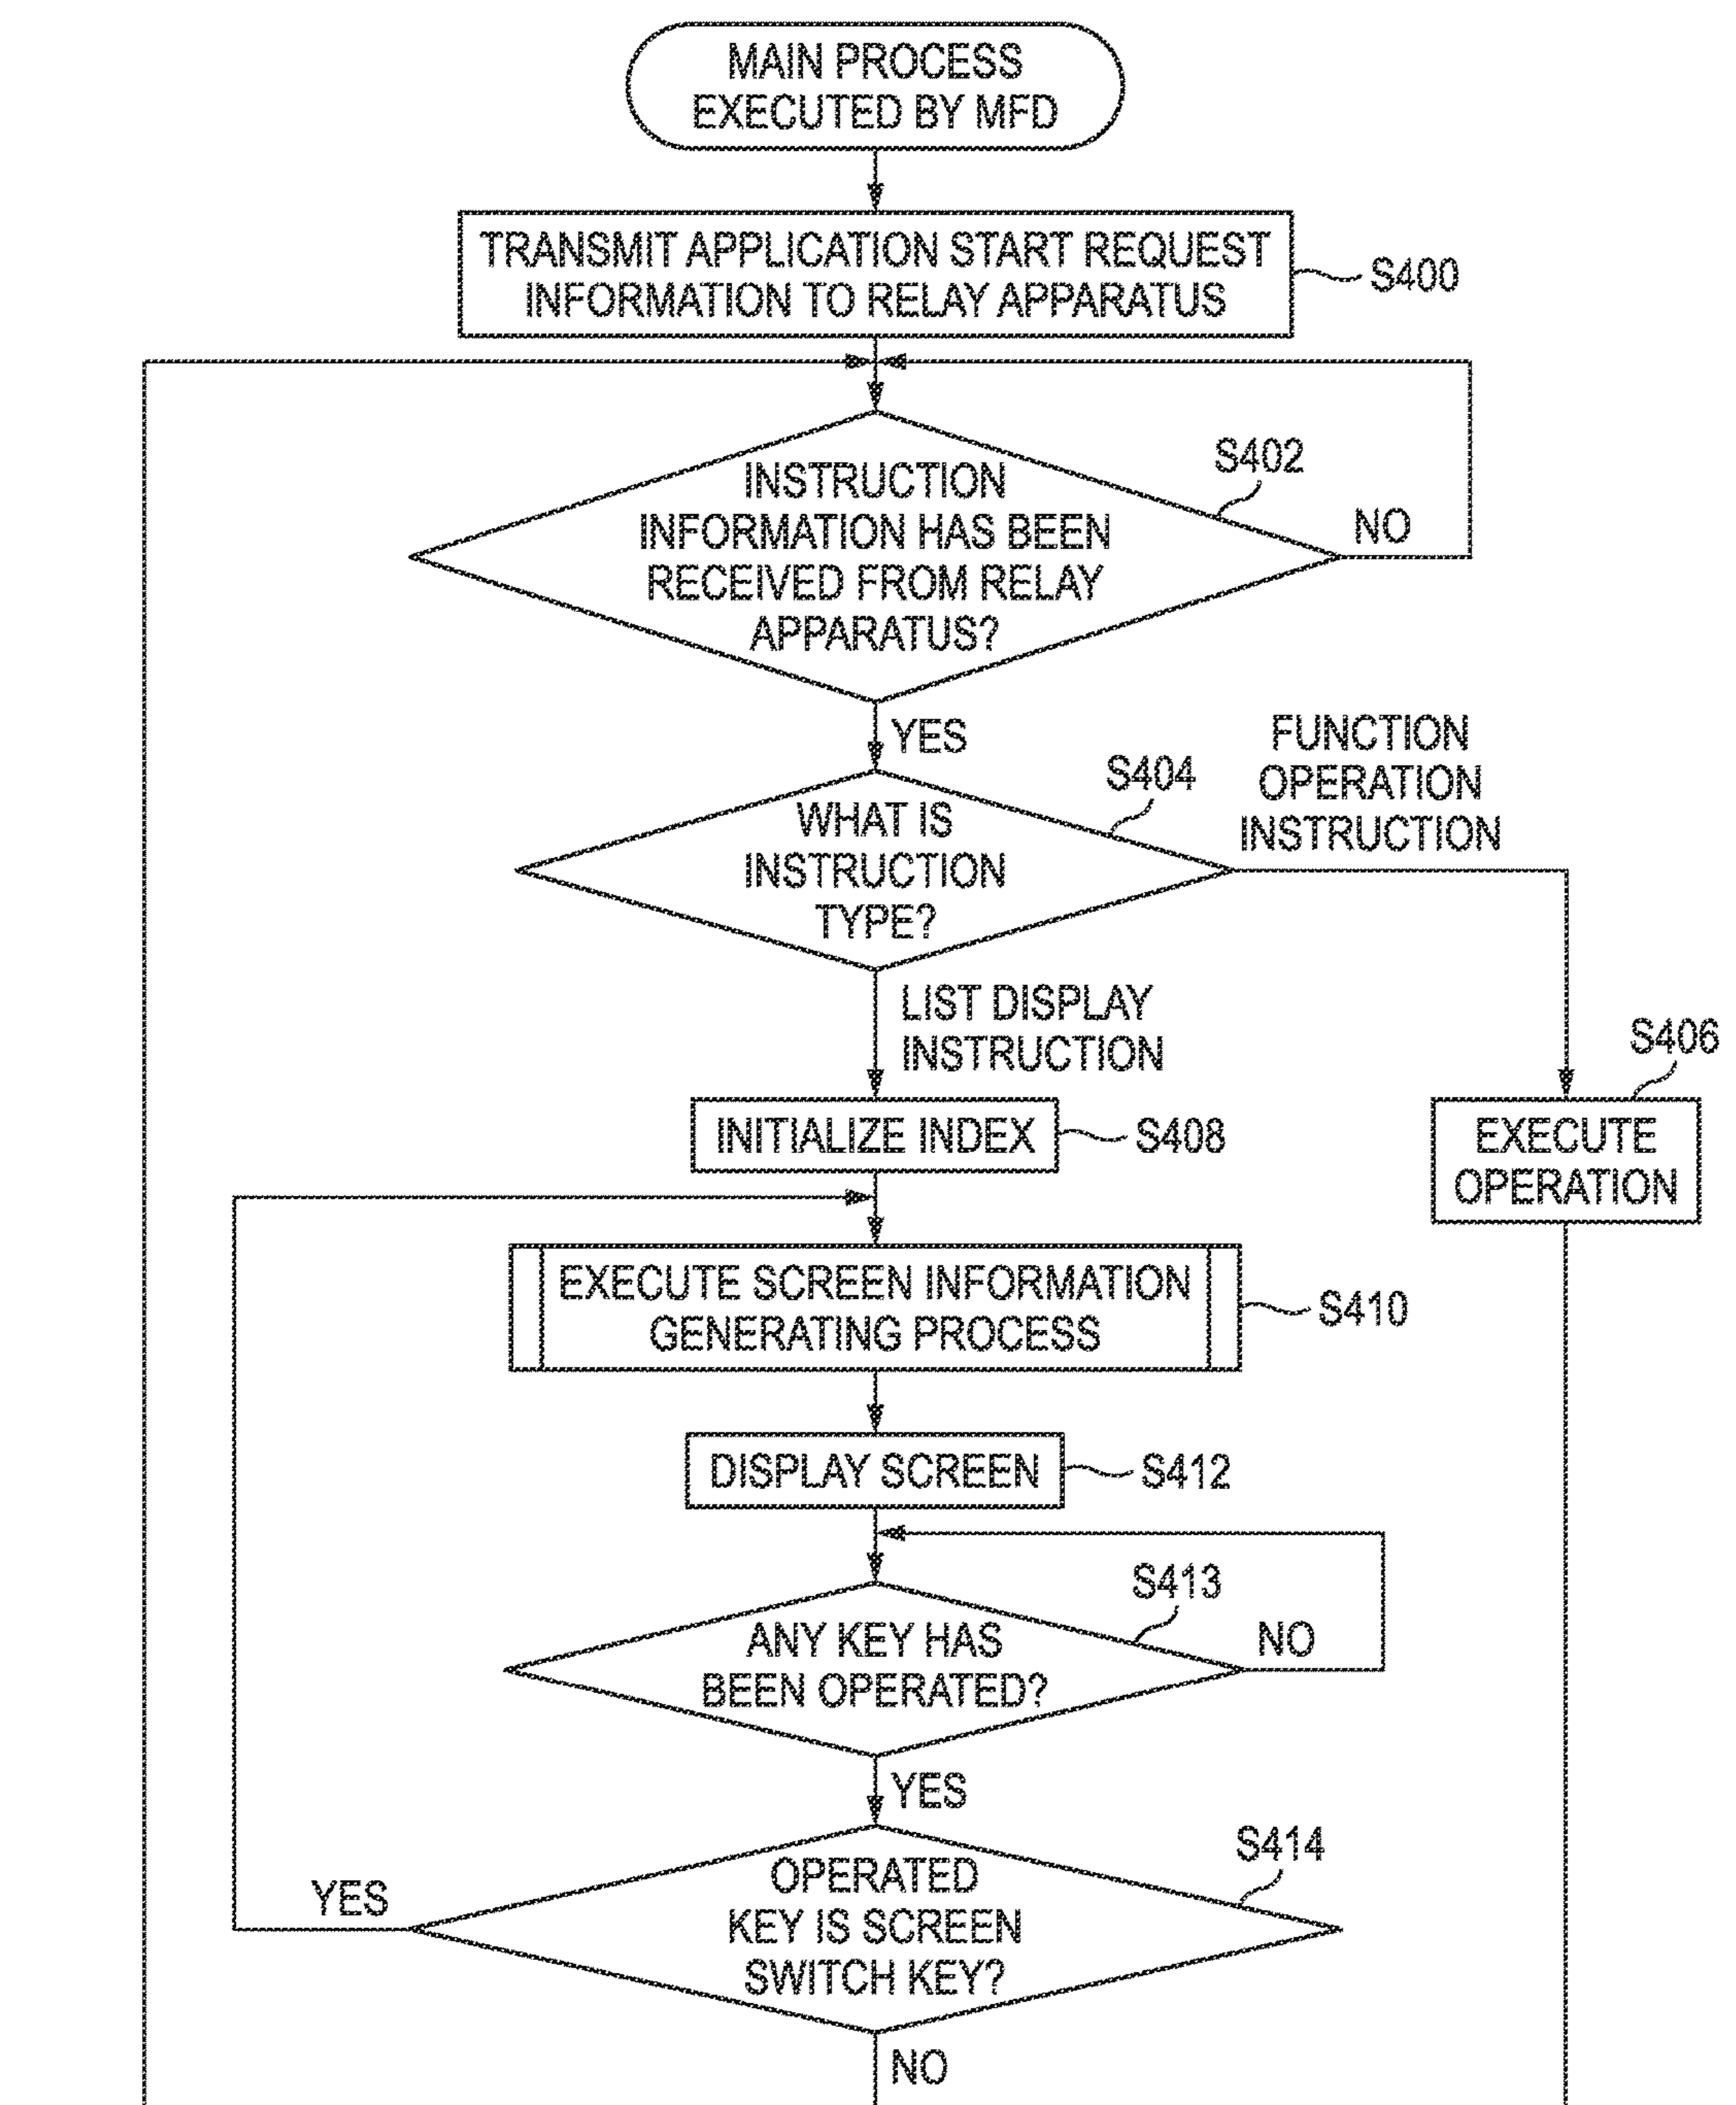 MAIN PROCESS
EXECUTED BY MFD
TRANSMIT APPLICATION START REQUEST
INFORMATION TO RELAY APPARATUS
S400
S402
INSTRUCTION
INFORMATION HAS BEEN
RECEIVED FROM RELAY
APPARATUS?
NO
YES
S404
WHAT IS
INSTRUCTION
TYPE?
FUNCTION
OPERATION
INSTRUCTION
LIST DISPLAY
INSTRUCTION
S406
EXECUTE
OPERATION
INITIALIZE INDEX
S408
EXECUTE SCREEN INFORMATION
GENERATING PROCESS
S410
DISPLAY SCREEN
S412
S413
ANY KEY HAS
BEEN OPERATED?
NO
YES
S414
OPERATED
KEY IS SCREEN
SWITCH KEY?
YES
NO